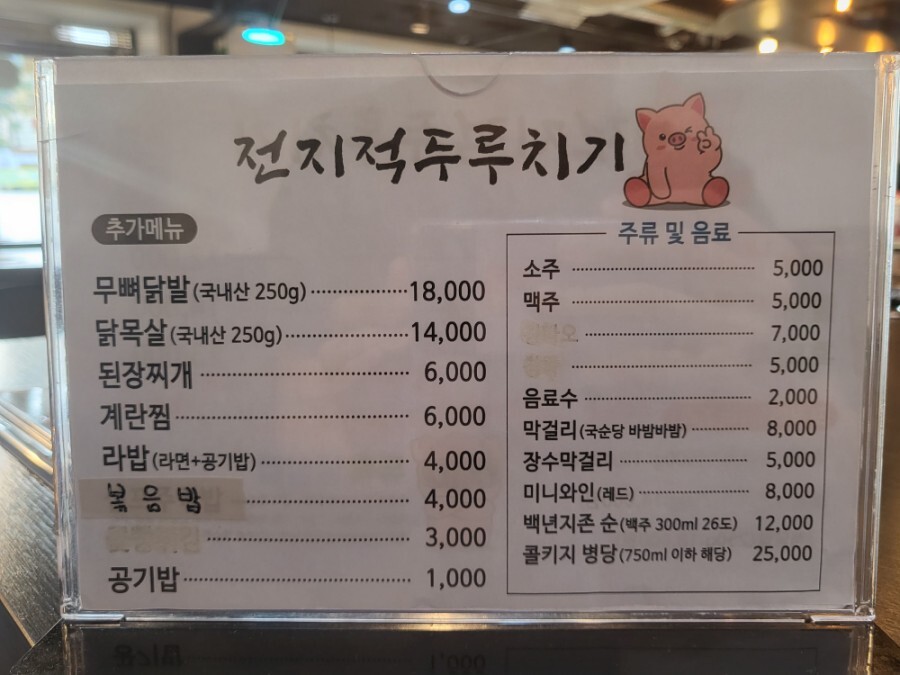 전지적두루치기
추가메뉴
무뼈닭발(국내산 250g) 18,000
닭목살(국내산 250g) 14,000
된장찌개 6,000
계란찜 6,000
라밥(라면+공기밥) 4,000
볶음밥 4,000
3,000
공기밥 1,000
주류 및 음료
소주 5,000
맥주 5,000
7,000
5,000
음료수 2,000
막걸리(국순당 바밤바밤) 8,000
장수막걸리 5,000
미니와인(레드) 8,000
백년지존 순(백주 300ml 26도) 12,000
콜키지 병당(750ml 이하 해당) 25,000